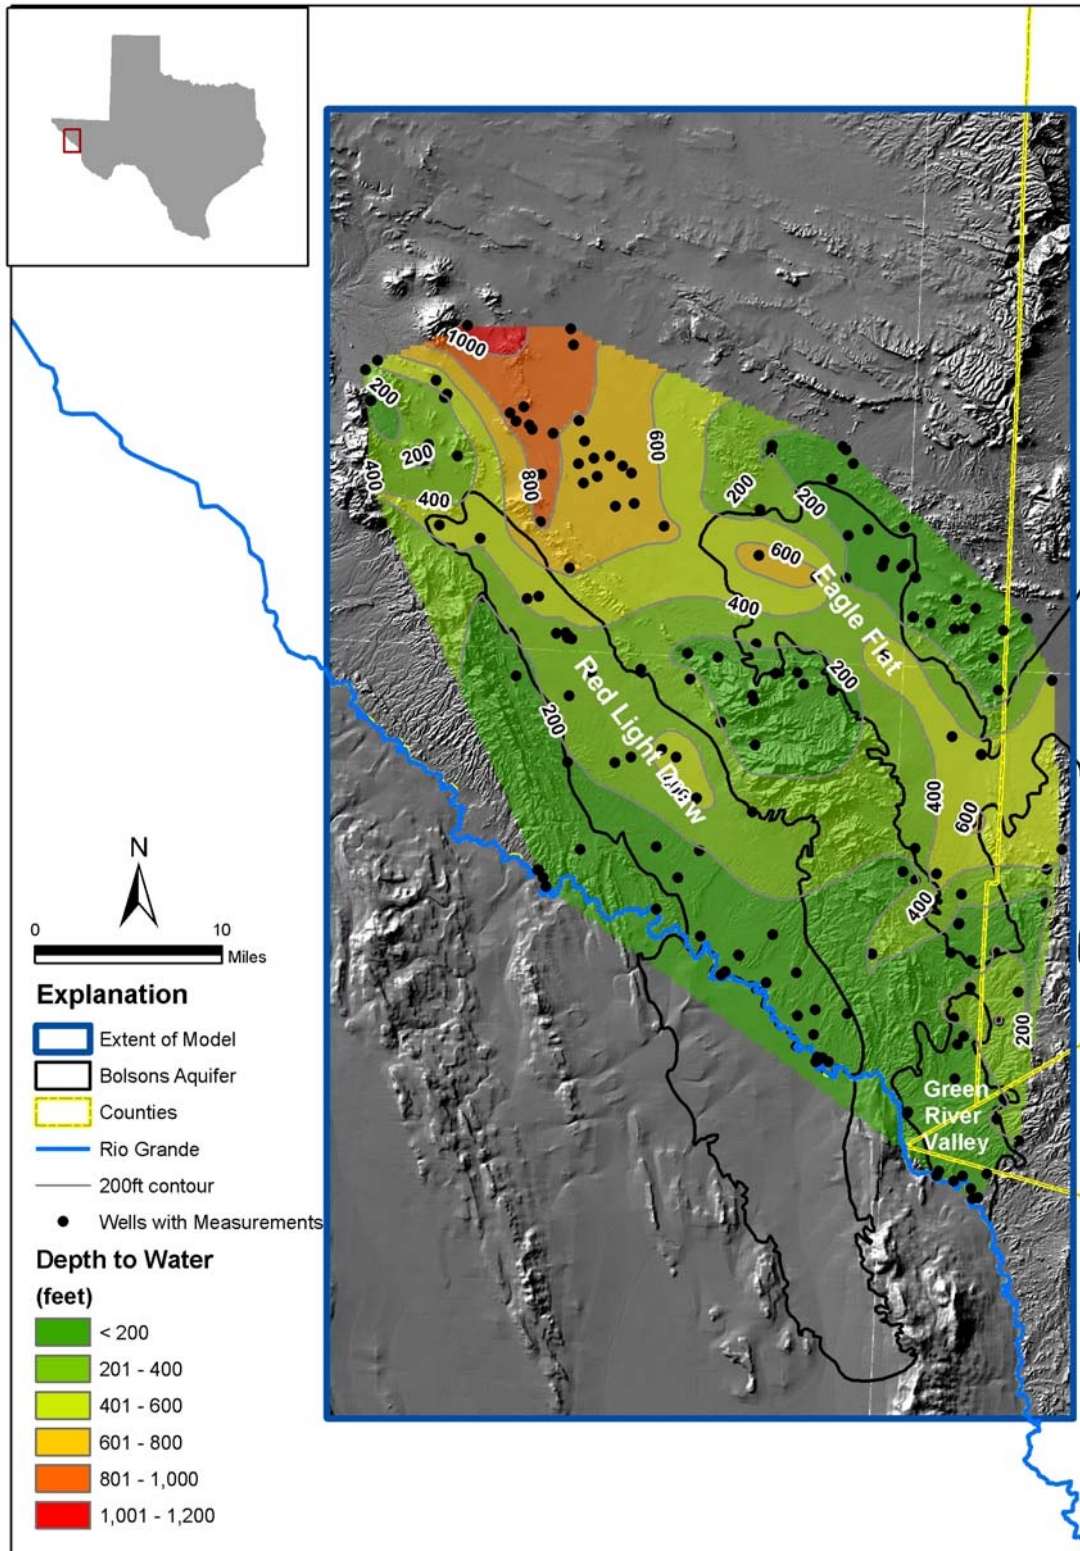 1000
200
200
400
400
800
600
200
200
600
400
Eagle Flat
200
Red Light Draw
200
400
400
600
400
200
Green
River
Valley
N
0 10
Miles
Explanation
Extent of Model
Bolsons Aquifer
Counties
Rio Grande
200ft contour
Wells with Measurements
Depth to Water
(feet)
< 200
201 - 400
401 - 600
601 - 800
801 - 1,000
1,001 - 1,200